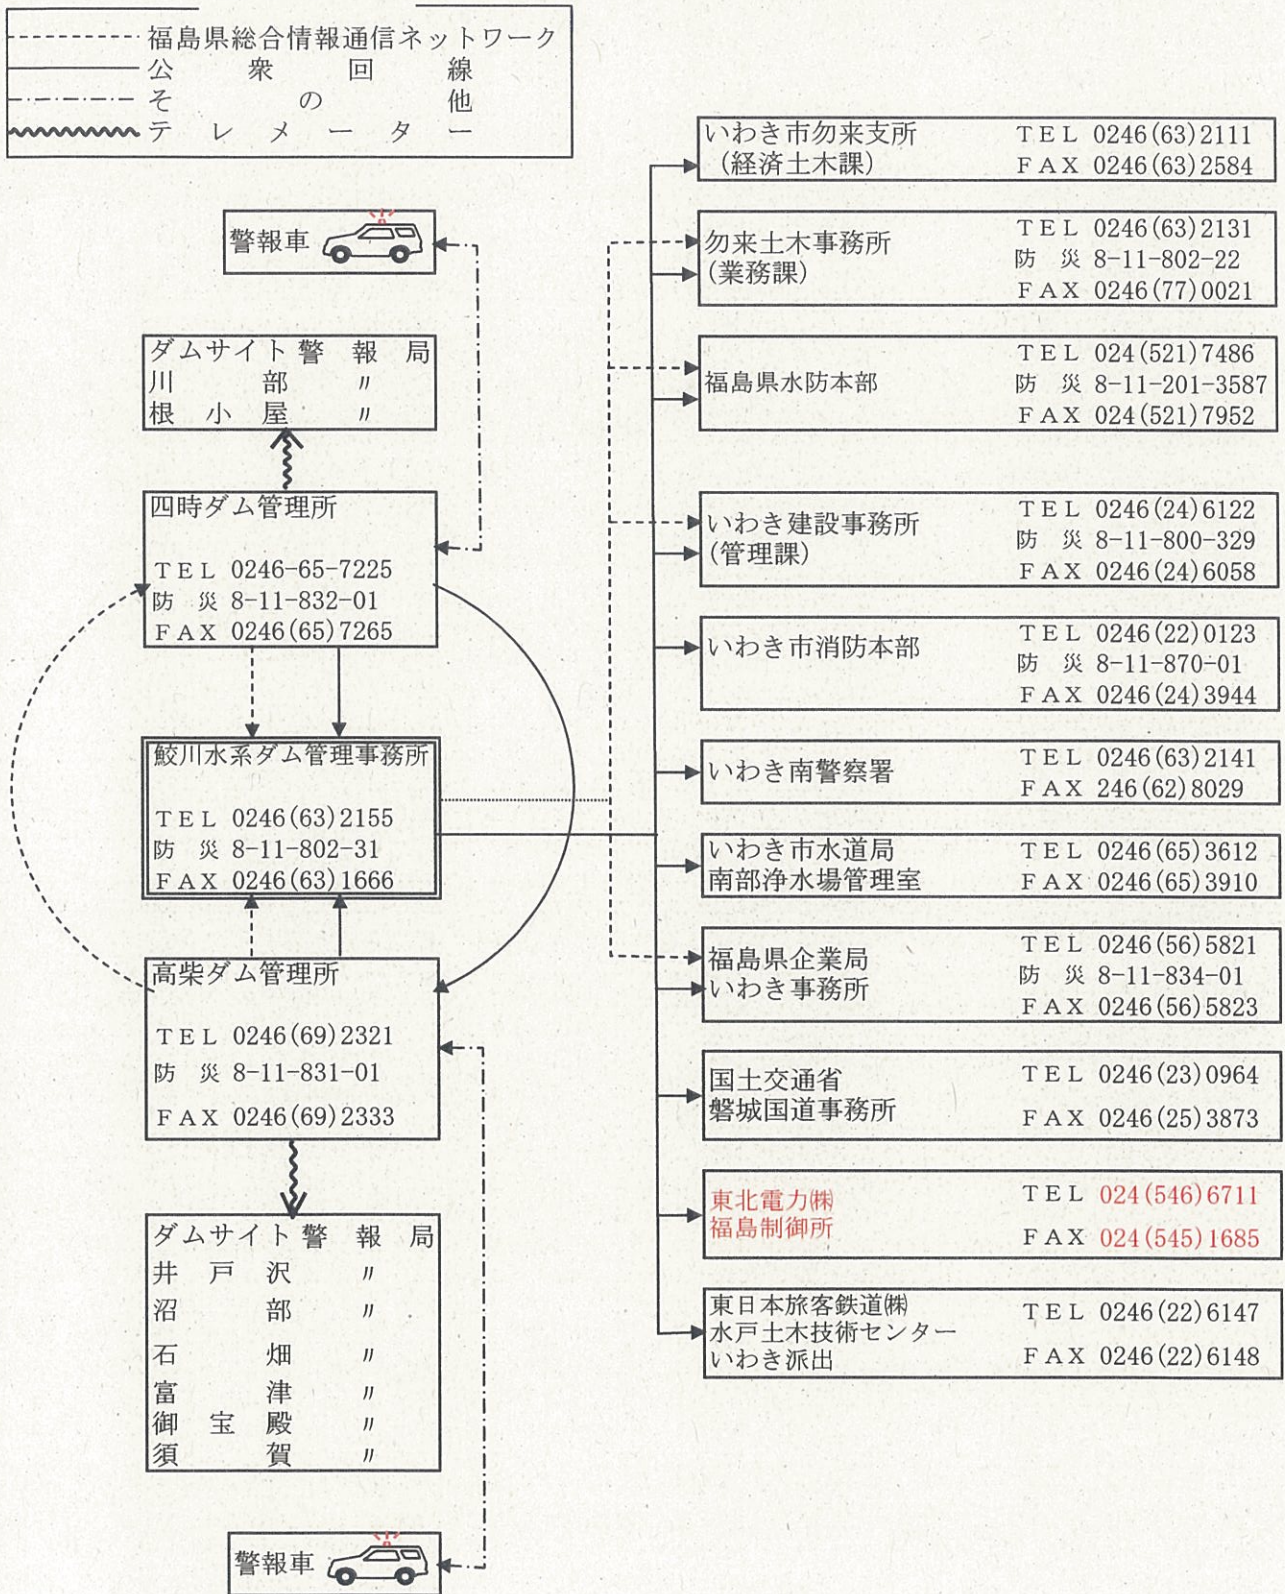 福島県総合情報通信ネットワーク
公衆回線
その他
テレメーター
警報車
ダムサイト警報局
川部〃
根小屋〃
四時ダム管理所
TEL 0246-65-7225
防災 8-11-832-01
FAX 0246(65)7265
鮫川水系ダム管理事務所
TEL 0246(63)2155
防災 8-11-802-31
FAX 0246(63)1666
高柴ダム管理所
TEL 0246(69)2321
防災 8-11-831-01
FAX 0246(69)2333
ダムサイト警報局
井戸沢〃
沼部〃
石畑〃
富津〃
御宝殿〃
須賀〃
警報車
いわき市勿来支所 TEL 0246(63)2111
(経済土木課) FAX 0246(63)2584
勿来土木事務所
(業務課)
TEL 0246(63)2131
防災 8-11-802-22
FAX 0246(77)0021
福島県水防本部
TEL 024(521)7486
防災 8-11-201-3587
FAX 024(521)7952
いわき建設事務所
(管理課)
TEL 0246(24)6122
防災 8-11-800-329
FAX 0246(24)6058
いわき市消防本部
TEL 0246(22)0123
防災 8-11-870-01
FAX 0246(24)3944
いわき南警察署
TEL 0246(63)2141
FAX 246(62)8029
いわき市水道局 TEL 0246(65)3612
南部浄水場管理室 FAX 0246(65)3910
福島県企業局
いわき事務所
TEL 0246(56)5821
防災 8-11-834-01
FAX 0246(56)5823
国土交通省 TEL 0246(23)0964
磐城国道事務所 FAX 0246(25)3873
東北電力㈱ TEL 024(546)6711
福島制御所 FAX 024(545)1685
東日本旅客鉄道㈱
水戸土木技術センター
いわき派出
TEL 0246(22)6147
FAX 0246(22)6148